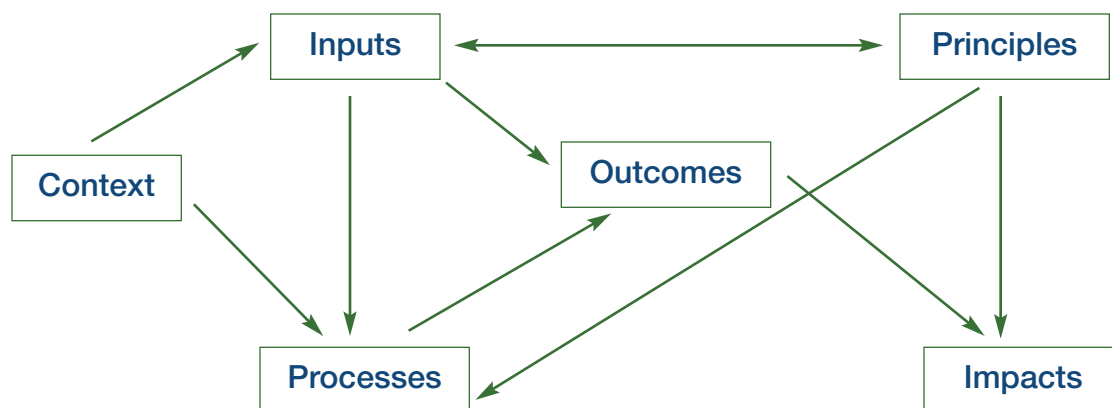 Inputs
Principles
Context
Outcomes
Processes
Impacts